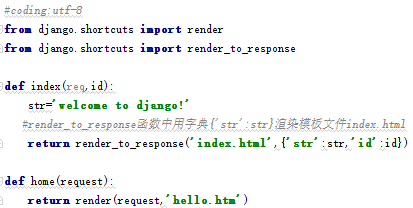 #coding:utf-8
from django.shortcuts import render
from django.shortcuts import render_to_response
def index(req,id):
    str='welcome to django!'
    #render_to_response函数中用字典{'str':str}渲染模板文件index.html
    return render_to_response('index.html',{'str':str,'id':id})
def home(request):
    return render(request,'hello.htm')